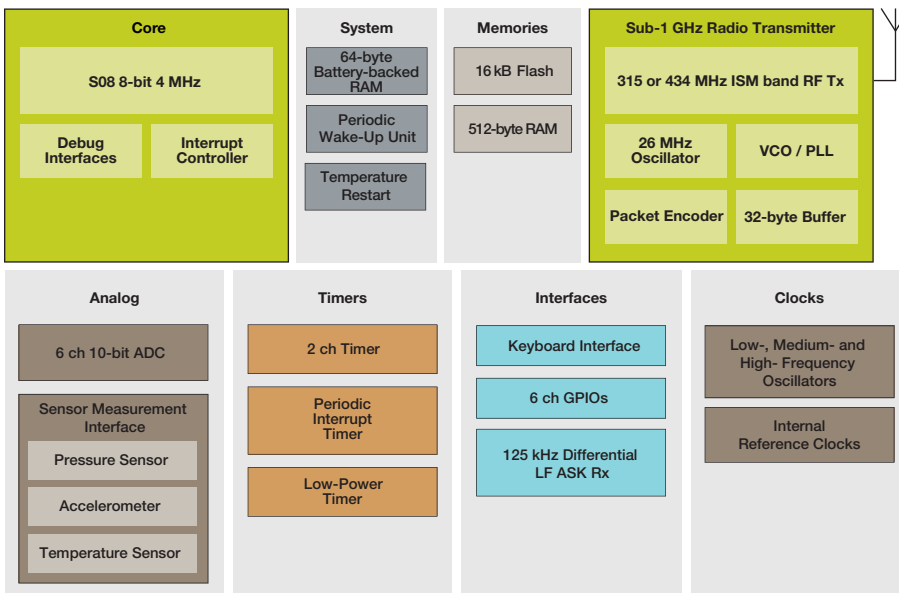 Core
S08 8-bit 4 MHz
Debug
Interfaces
Interrupt
Controller
System
64-byte
Battery-backed
RAM
Periodic
Wake-Up Unit
Temperature
Restart
Memories
16 kB Flash
512-byte RAM
Sub-1 GHz Radio Transmitter
315 or 434 MHz ISM band RF Tx
26 MHz
Oscillator
VCO / PLL
Packet Encoder
32-byte Buffer
Analog
6 ch 10-bit ADC
Sensor Measurement
Interface
Pressure Sensor
Accelerometer
Temperature Sensor
Timers
2 ch Timer
Periodic
Interrupt
Timer
Low-Power
Timer
Interfaces
Keyboard Interface
6 ch GPIOs
125 kHz Differential
LF ASK Rx
Clocks
Low-, Medium- and
High- Frequency
Oscillators
Internal
Reference Clocks